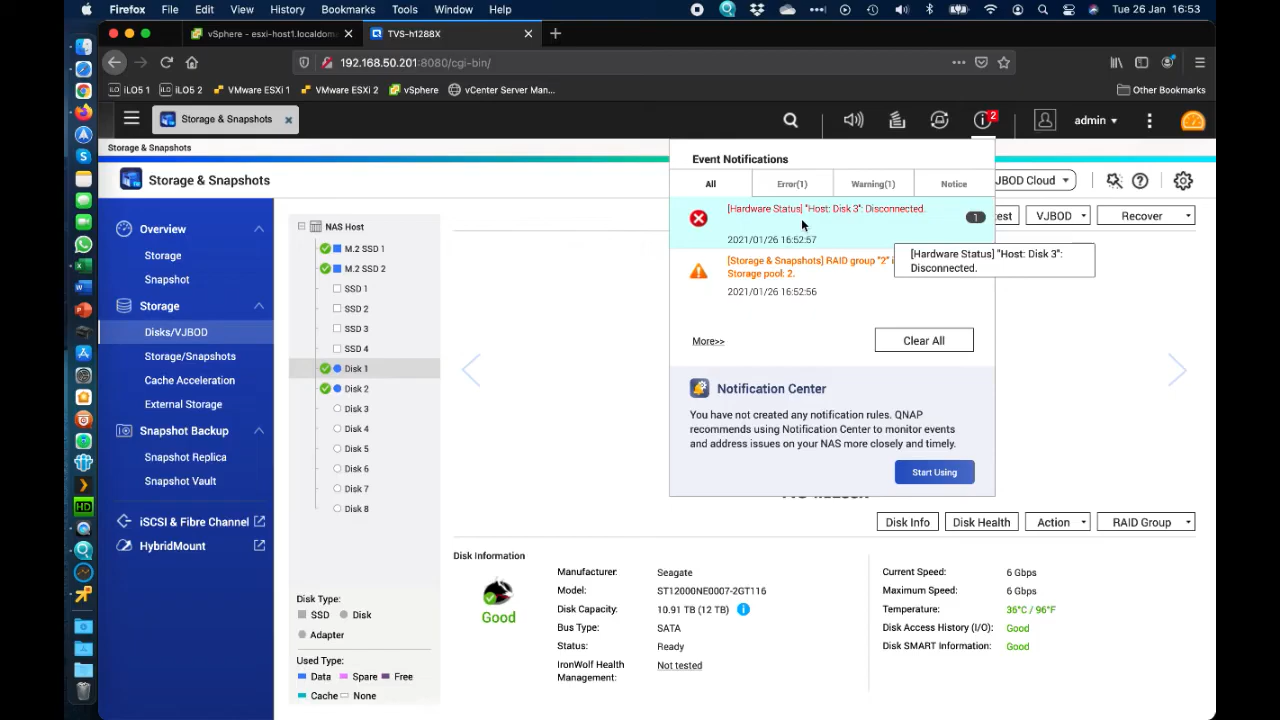 Firefox File Edit View History Bookmarks Tools Window Help
Tue 26 Jan 16:53
vSphere - esxi-host1.localdoma
TVS-h1288X
192.168.50.201:8080/cgi-bin/
iLO iLO5 1 iLO iLO5 2 VMware ESXi 1 VMware ESXi 2 vSphere vCenter Server Man...
Other Bookmarks
Storage & Snapshots
2
admin
Storage & Snapshots
Storage & Snapshots
JBOD Cloud
VJBOD
Recover
Event Notifications
All Error(1) Warning(1) Notice
[Hardware Status] "Host: Disk 3": Disconnected.
1
2021/01/26 16:52:57
[Hardware Status] "Host: Disk 3":
Disconnected.
[Storage & Snapshots] RAID group "2"
Storage pool: 2.
2021/01/26 16:52:56
More>>
Clear All
Notification Center
You have not created any notification rules. QNAP
recommends using Notification Center to monitor events
and address issues on your NAS more closely and timely.
Start Using
Overview
Storage
Snapshot
Storage
Disks/VJBOD
Storage/Snapshots
Cache Acceleration
External Storage
Snapshot Backup
Snapshot Replica
Snapshot Vault
iSCSI & Fibre Channel
HybridMount
NAS Host
M.2 SSD 1
M.2 SSD 2
SSD 1
SSD 2
SSD 3
SSD 4
Disk 1
Disk 2
Disk 3
Disk 4
Disk 5
Disk 6
Disk 7
Disk 8
Disk Type:
SSD Disk
Adapter
Used Type:
Data Spare Free
Cache None
Disk Info Disk Health Action RAID Group
Disk Information
Good
Manufacturer: Seagate
Model: ST12000NE0007-2GT116
Disk Capacity: 10.91 TB (12 TB)
Bus Type: SATA
Status: Ready
IronWolf Health
Management:
Not tested
Current Speed: 6 Gbps
Maximum Speed: 6 Gbps
Temperature: 36°C / 96°F
Disk Access History (I/O): Good
Disk SMART Information: Good
HD